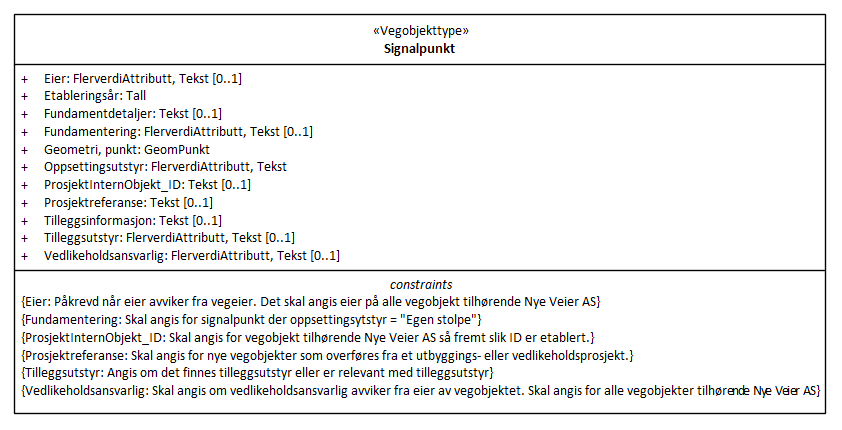 «Vegobjekttype»
Signalpunkt
+ Eier: FlerverdiAttributt, Tekst [0..1]
+ Etableringsår: Tall
+ Fundamentdetaljer: Tekst [0..1]
+ Fundamentering: FlerverdiAttributt, Tekst [0..1]
+ Geometri, punkt: GeomPunkt
+ Oppsettingsutstyr: FlerverdiAttributt, Tekst
+ ProsjektInternObjekt_ID: Tekst [0..1]
+ Prosjektreferanse: Tekst [0..1]
+ Tilleggsinformasjon: Tekst [0..1]
+ Tilleggsutstyr: FlerverdiAttributt, Tekst [0..1]
+ Vedlikeholdsansvarlig: FlerverdiAttributt, Tekst [0..1]
constraints
{Eier: Påkrevd når eier avviker fra vegeier. Det skal angis eier på alle vegobjekt tilhørende Nye Veier AS}
{Fundamentering: Skal angis for signalpunkt der oppsettingsytstyr = "Egen stolpe"}
{ProsjektInternObjekt_ID: Skal angis for vegobjekt tilhørende Nye Veier AS så fremt slik ID er etablert.}
{Prosjektreferanse: Skal angis for nye vegobjekter som overføres fra et utbyggings- eller vedlikeholdsprosjekt.}
{Tilleggsutstyr: Angis om det finnes tilleggsutstyr eller er relevant med tilleggsutstyr}
{Vedlikeholdsansvarlig: Skal angis om vedlikeholdsansvarlig avviker fra eier av vegobjektet. Skal angis for alle vegobjekter tilhørende Nye Veier AS}